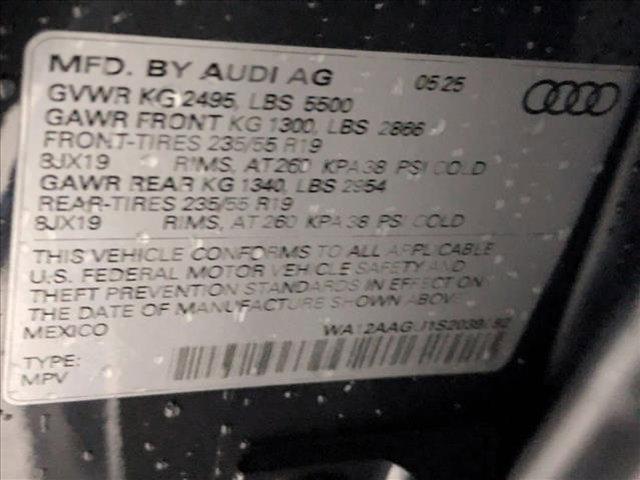 MFD. BY AUDI AG 05 25
GVWR KG 2495, LBS 5500
GAWR FRONT KG 1300, LBS 2866
FRONT-TIRES 235/55 R19
8JX19 RIMS, AT 260 KPA 38 PSI COLD
GAWR REAR KG 1340, LBS 2954
REAR-TIRES 235/55 R19
8JX19 RIMS, AT 260 KPA 38 PSI COLD
THIS VEHICLE CONFORMS TO ALL APPLICABLE
U.S. FEDERAL MOTOR VEHICLE SAFETY AND
THEFT PREVENTION STANDARDS IN EFFECT ON
THE DATE OF MANUFACTURE SHOWN ABOVE
MEXICO
TYPE:
MPV